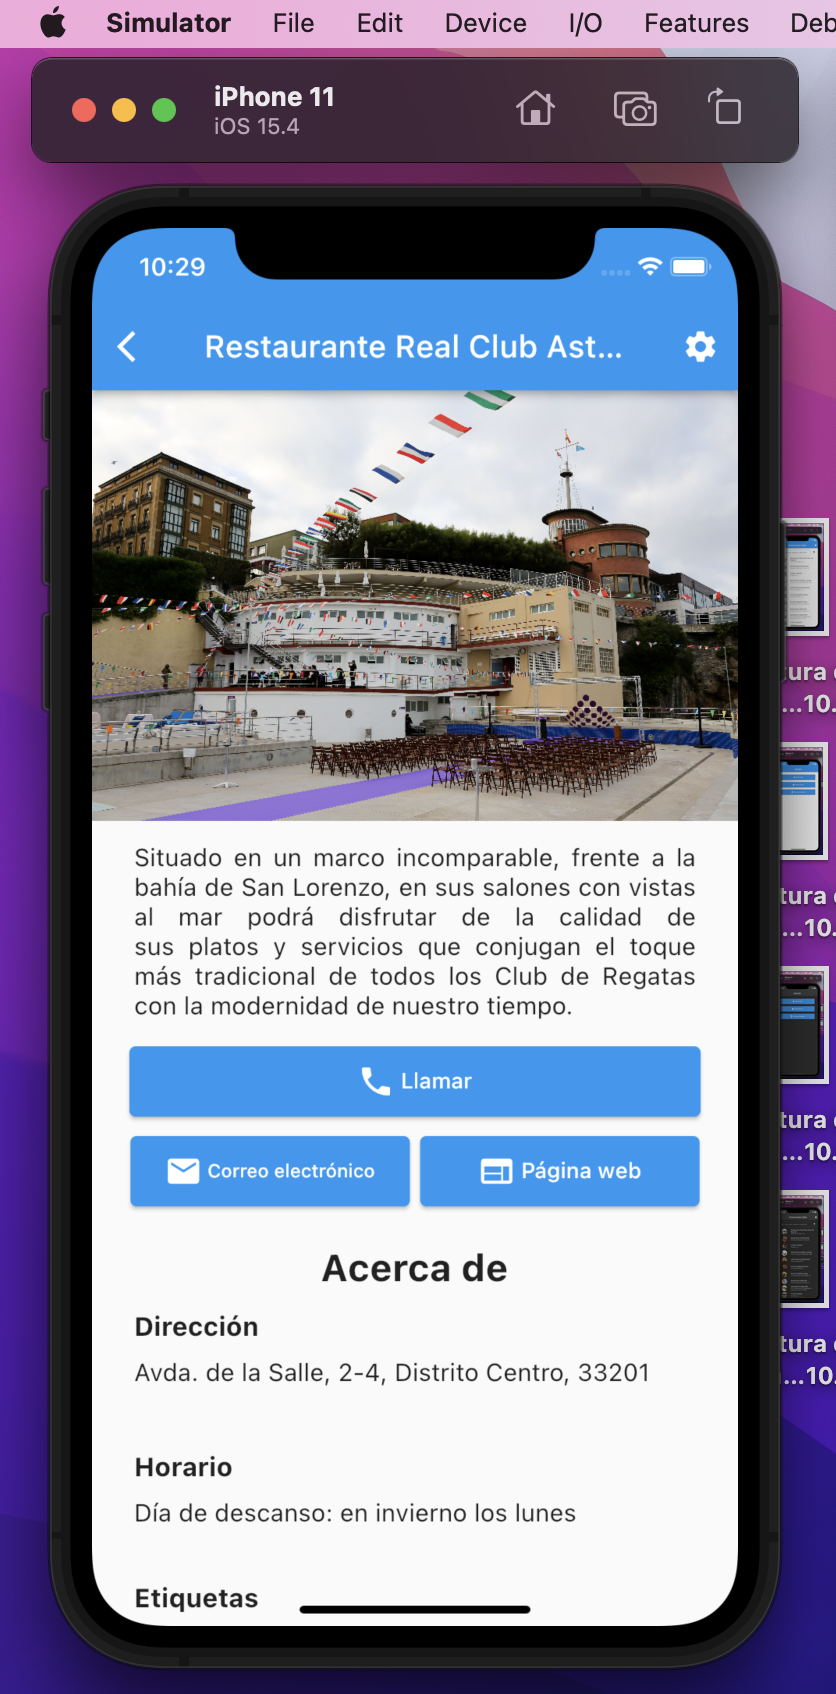 Simulator File Edit Device I/O Features Deb
iPhone 11
iOS 15.4
10:29
Restaurante Real Club Ast...
Situado en un marco incomparable, frente a la
bahía de San Lorenzo, en sus salones con vistas
al mar podrá disfrutar de la calidad de
sus platos y servicios que conjugan el toque
más tradicional de todos los Club de Regatas
con la modernidad de nuestro tiempo.
Llamar
Correo electrónico Página web
Acerca de
Dirección
Avda. de la Salle, 2-4, Distrito Centro, 33201
Horario
Día de descanso: en invierno los lunes
Etiquetas
tura
...10.
tura
...10.
tura
...10.
tura
...10.